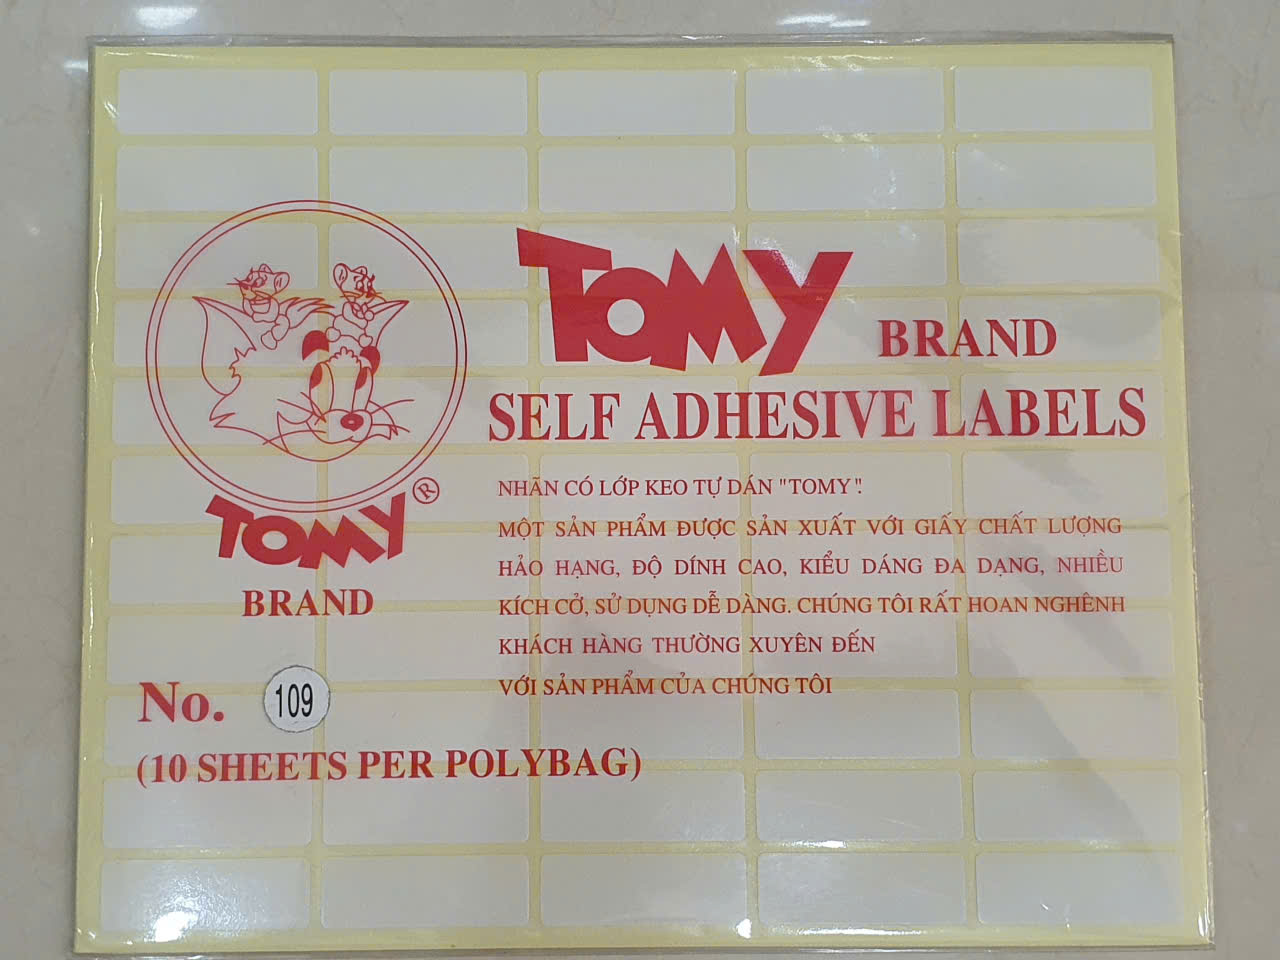 TOMY BRAND
SELF ADHESIVE LABELS
NHÃN CÓ LỚP KEO TỰ DÁN "TOMY".
MỘT SẢN PHẨM ĐƯỢC SẢN XUẤT VỚI GIẤY CHẤT LƯỢNG
HẢO HẠNG, ĐỘ DÍNH CAO, KIỂU DÁNG ĐA DẠNG, NHIỀU
KÍCH CỞ, SỬ DỤNG DỄ DÀNG. CHÚNG TÔI RẤT HOAN NGHÊNH
KHÁCH HÀNG THƯỜNG XUYÊN ĐẾN
VỚI SẢN PHẨM CỦA CHÚNG TÔI
TOMY ®
BRAND
No. 109
(10 SHEETS PER POLYBAG)